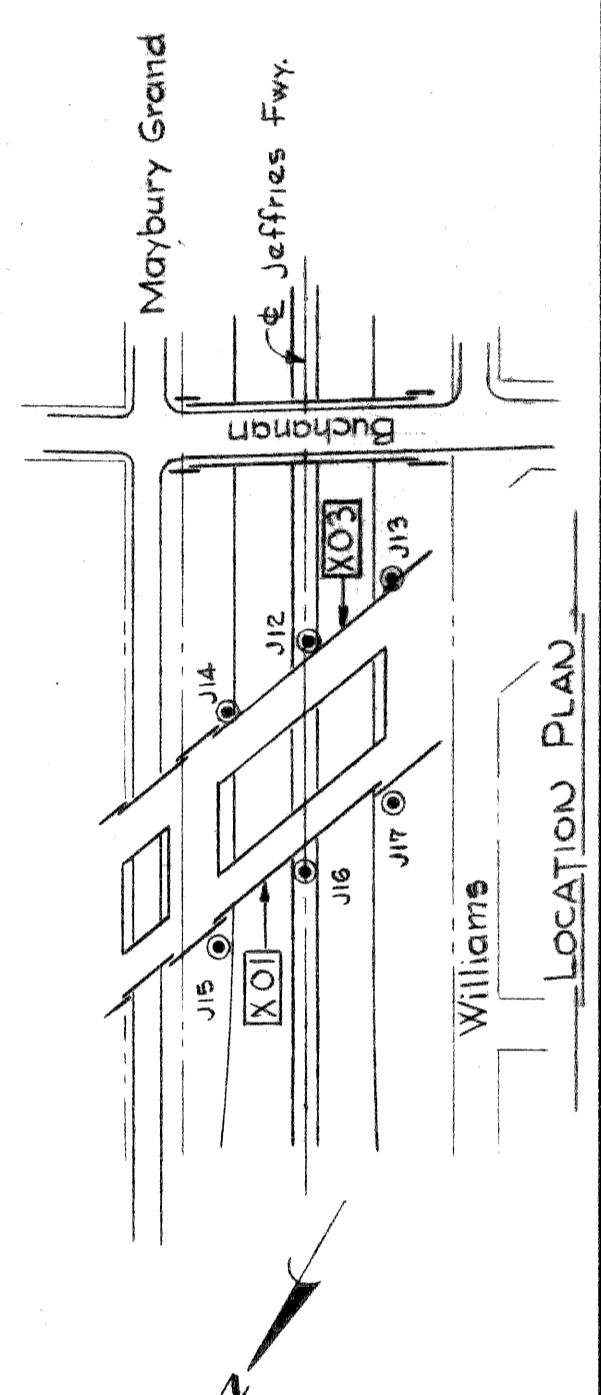 Maybury Grand
℄ Jeffries Fwy.
Buchanan
X03
J13
J12
J14
J17
J16
X01
J15
Williams
LOCATION PLAN